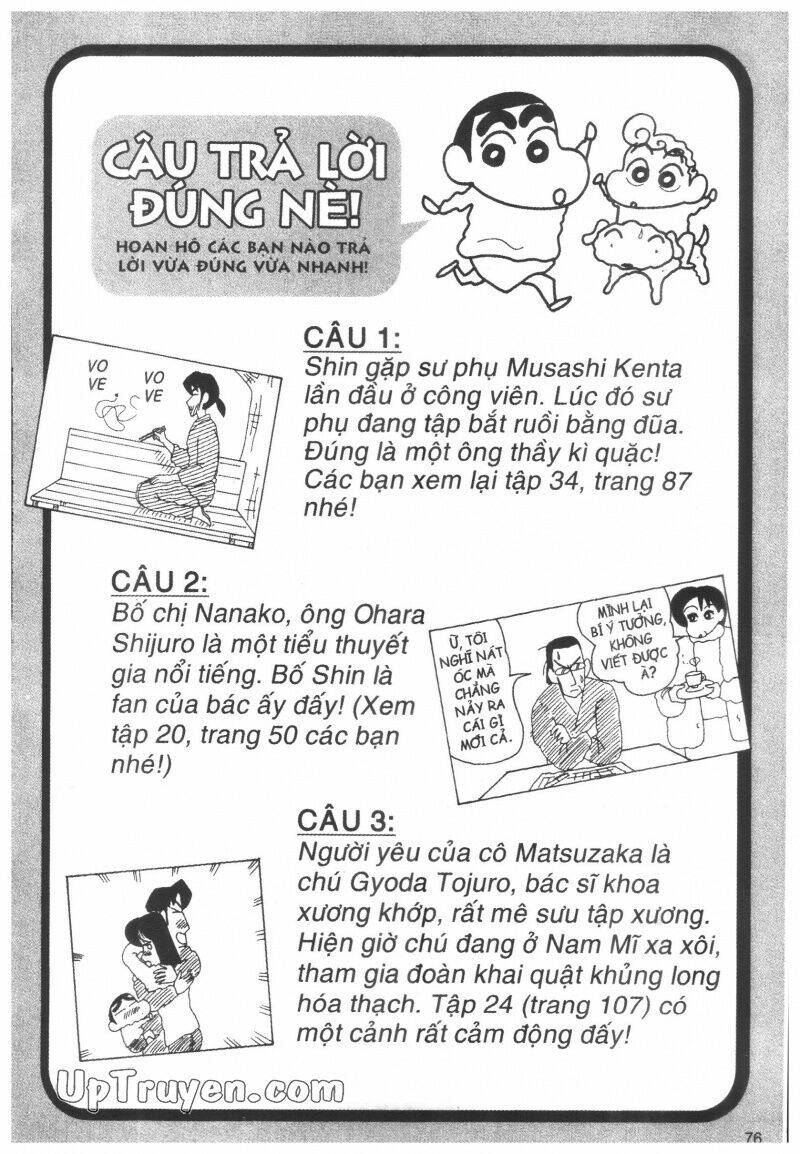 CÂU TRẢ LỜI
ĐÚNG NÈ!
HOAN HÔ CÁC BẠN NÀO TRẢ
LỜI VỪA ĐÚNG VỪA NHANH!
CÂU 1:
Shin gặp sư phụ Musashi Kenta
lần đầu ở công viên. Lúc đó sư
phụ đang tập bắt ruồi bằng đũa.
Đúng là một ông thầy kì quặc!
Các bạn xem lại tập 34, trang 87
nhé!
VO
VE
VO
VE
CÂU 2:
Bố chị Nanako, ông Ohara
Shijuro là một tiểu thuyết
gia nổi tiếng. Bố Shin là
fan của bác ấy đấy! (Xem
tập 20, trang 50 các bạn
nhé!)
MÌNH LẠI
BÍ Ý TƯỞNG,
KHÔNG
VIẾT ĐƯỢC
À?
Ừ, TÔI
NGHĨ NÁT
ÓC MÀ
CHẲNG
NẢY RA
CÁI GÌ
MỚI CẢ.
CÂU 3:
Người yêu của cô Matsuzaka là
chú Gyoda Tojuro, bác sĩ khoa
xương khớp, rất mê sưu tập xương.
Hiện giờ chú đang ở Nam Mĩ xa xôi,
tham gia đoàn khai quật khủng long
hóa thạch. Tập 24 (trang 107) có
một cảnh rất cảm động đấy!
UpTruyen.com
76